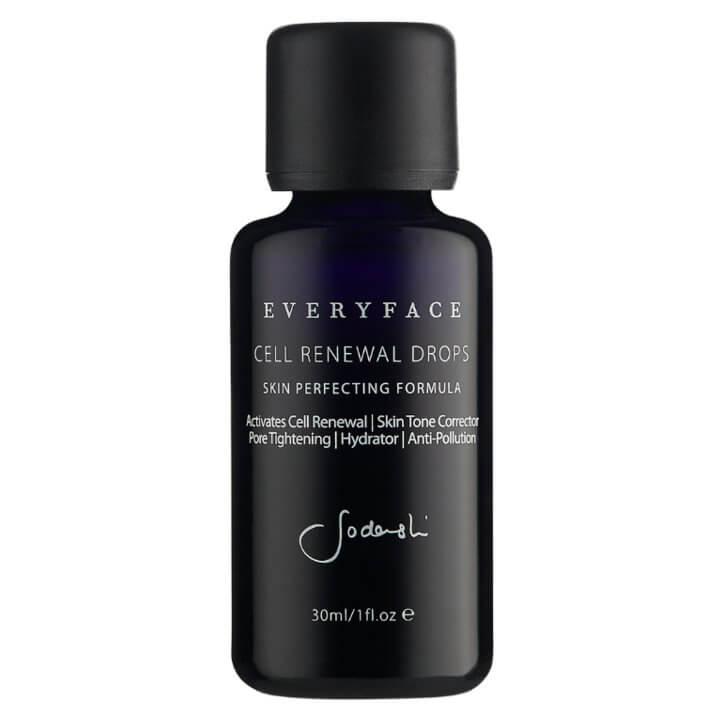 EVERYFACE
CELL RENEWAL DROPS
SKIN PERFECTING FORMULA
Activates Cell Renewal | Skin Tone Corrector
Pore Tightening | Hydrator | Anti-Pollution
Sodashi
30ml/1fl.oz ℮